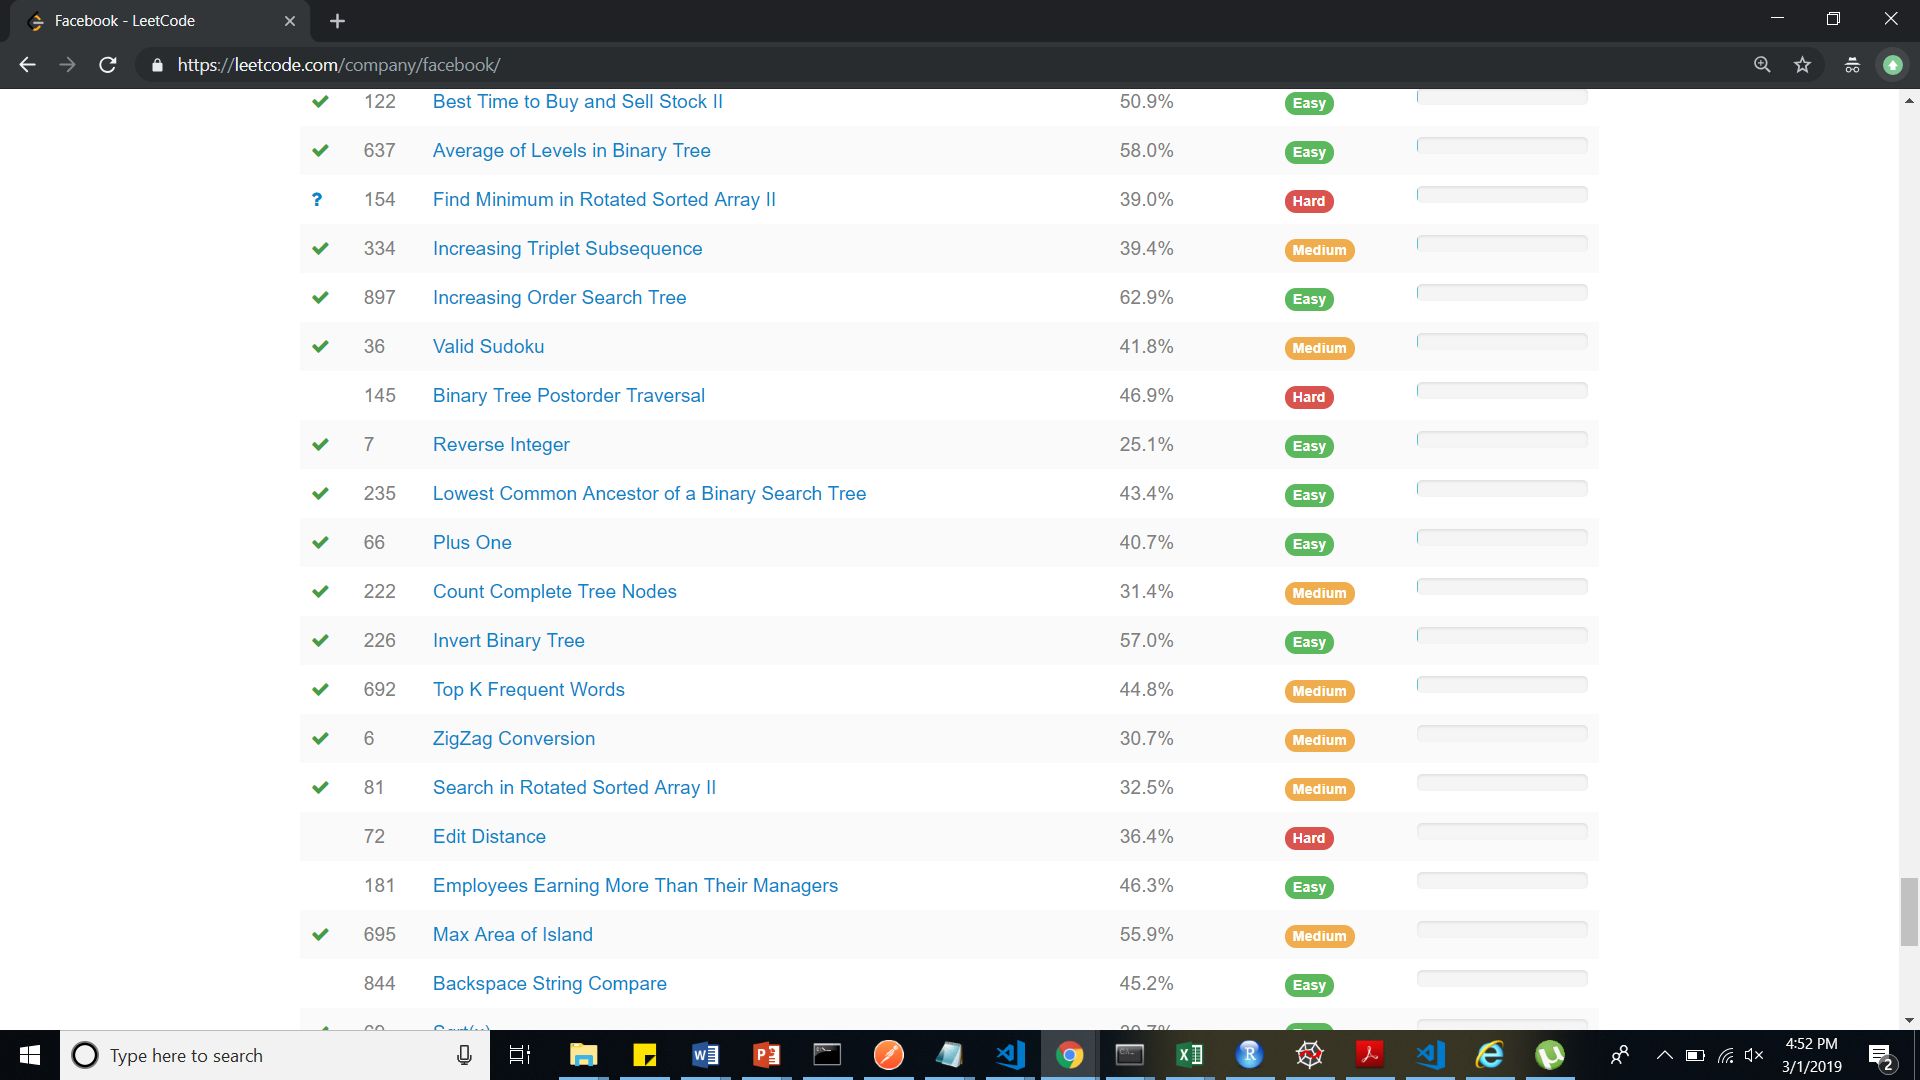 Facebook - LeetCode
https://leetcode.com/company/facebook/
122 Best Time to Buy and Sell Stock II 50.9% Easy
637 Average of Levels in Binary Tree 58.0% Easy
? 154 Find Minimum in Rotated Sorted Array II 39.0% Hard
334 Increasing Triplet Subsequence 39.4% Medium
897 Increasing Order Search Tree 62.9% Easy
36 Valid Sudoku 41.8% Medium
145 Binary Tree Postorder Traversal 46.9% Hard
7 Reverse Integer 25.1% Easy
235 Lowest Common Ancestor of a Binary Search Tree 43.4% Easy
66 Plus One 40.7% Easy
222 Count Complete Tree Nodes 31.4% Medium
226 Invert Binary Tree 57.0% Easy
692 Top K Frequent Words 44.8% Medium
6 ZigZag Conversion 30.7% Medium
81 Search in Rotated Sorted Array II 32.5% Medium
72 Edit Distance 36.4% Hard
181 Employees Earning More Than Their Managers 46.3% Easy
695 Max Area of Island 55.9% Medium
844 Backspace String Compare 45.2% Easy
Type here to search
4:52 PM
3/1/2019
2